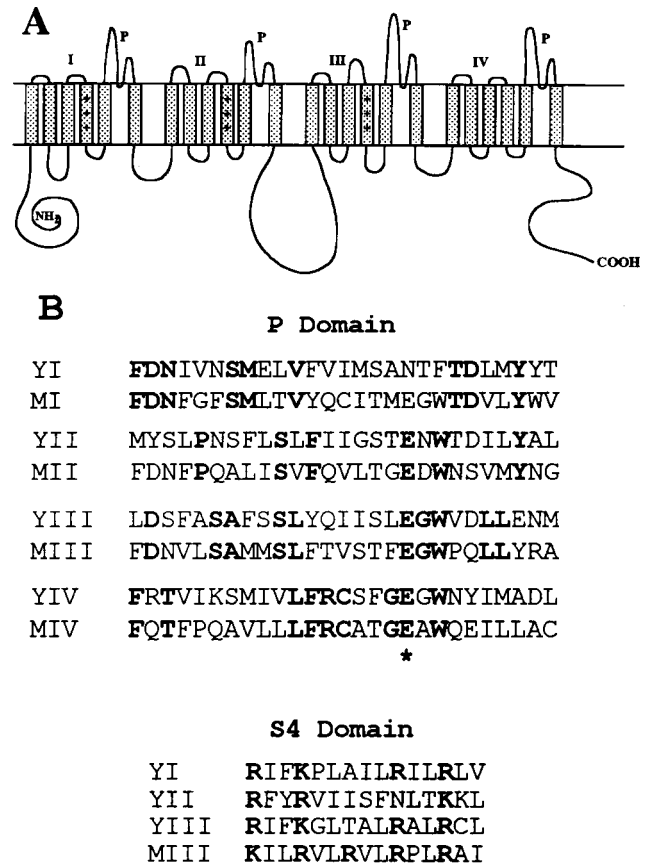 A
I
P
II
P
III
P
IV
P
***
***
***
NH2
COOH
B
P Domain
YI FDNIVNSMELVFVIMSANTFTDLMYYT
MI FDNFGFSMLTVYQCITMEGWTDVLYWV
YII MYSLPNSFLSLFIIGSTENWTDILYAL
MII FDNFPQALISVFQVLTGEDWNSVMYNG
YIII LDSFASAFSSLYQIISLEGWVDLLENM
MIII FDNVLSAMMSLFTVSTFEGWPQLLYRA
YIV FRTVIKSMIVLFRCSFGEGWNYIMADL
MIV FQTFPQAVLLLFRCATGEAWQEILLAC
*
S4 Domain
YI RIFKPLAILRILRLV
YII RFYRVIISFNLTKKL
YIII RIFKGLTALRALRCL
MIII KILRVLRVLRPLRAI